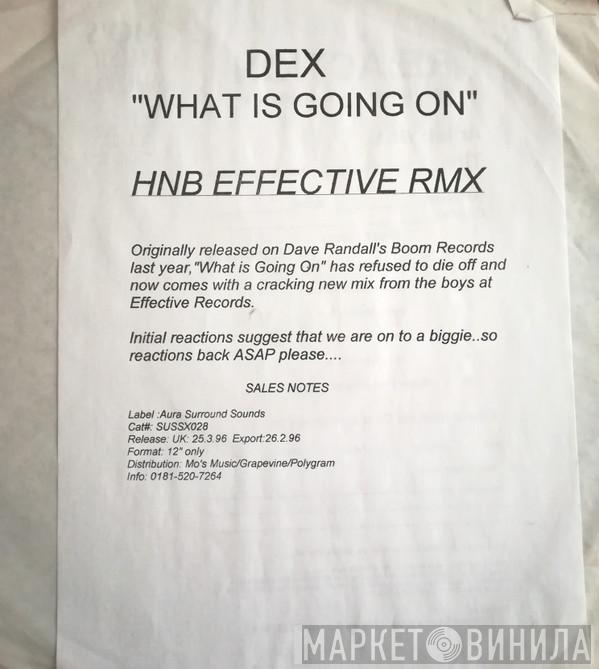 DEX
"WHAT IS GOING ON"
HNB EFFECTIVE RMX
Originally released on Dave Randall's Boom Records
last year,"What is Going On" has refused to die off and
now comes with a cracking new mix from the boys at
Effective Records.
Initial reactions suggest that we are on to a biggie..so
reactions back ASAP please....
SALES NOTES
Label :Aura Surround Sounds
Cat#: SUSSX028
Release: UK: 25.3.96 Export:26.2.96
Format: 12" only
Distribution: Mo's Music/Grapevine/Polygram
Info: 0181-520-7264
МАРКЕТ ВИНИЛА